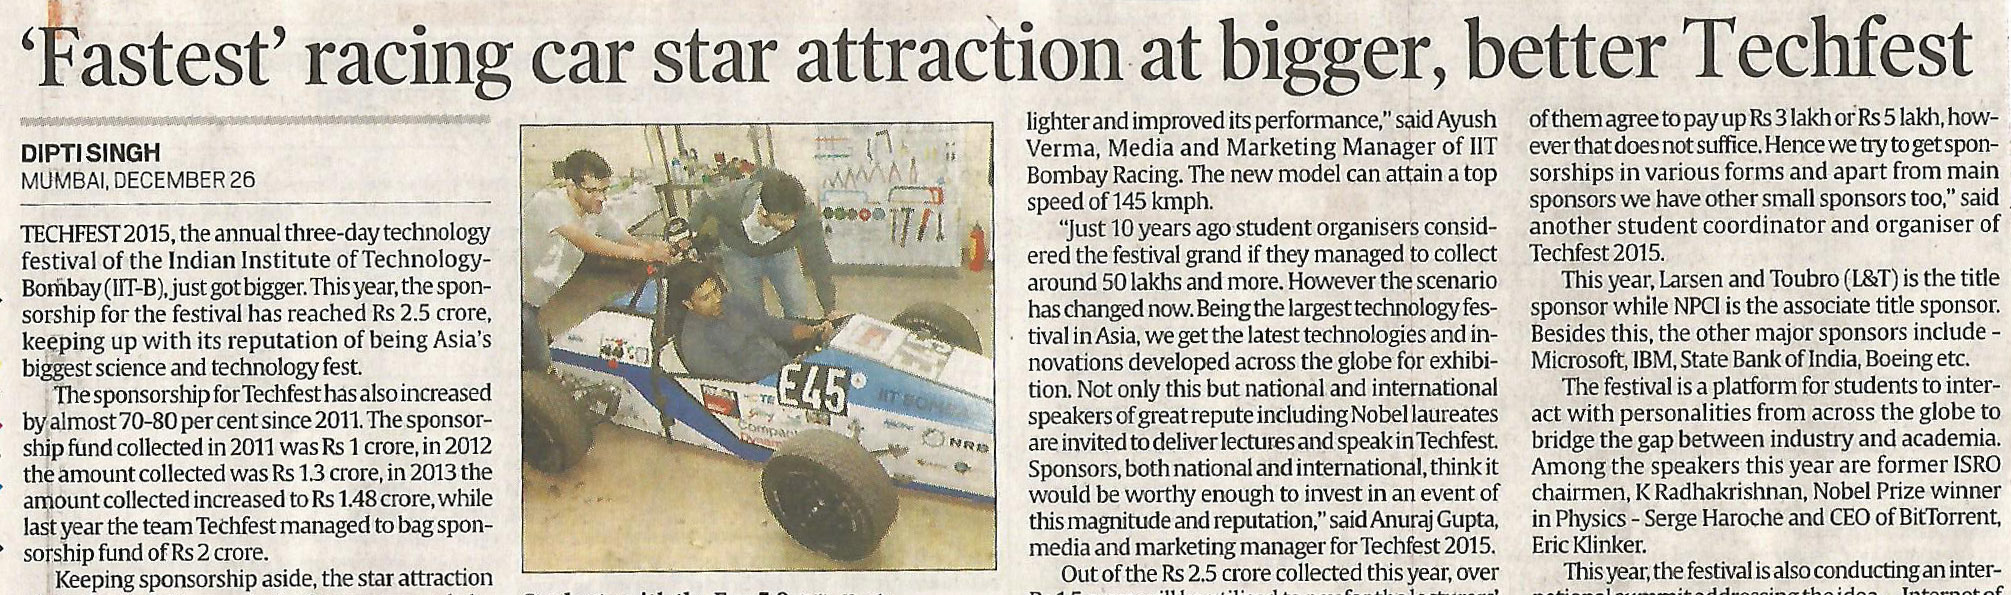 ‘Fastest’ racing car star attraction at bigger, better Techfest
DIPTI SINGH
MUMBAI, DECEMBER 26
TECHFEST 2015, the annual three-day technology
festival of the Indian Institute of Technology-
Bombay (IIT-B), just got bigger. This year, the spon-
sorship for the festival has reached Rs 2.5 crore,
keeping up with its reputation of being Asia’s
biggest science and technology fest.
The sponsorship for Techfest has also increased
by almost 70-80 per cent since 2011. The sponsor-
ship fund collected in 2011 was Rs 1 crore, in 2012
the amount collected was Rs 1.3 crore, in 2013 the
amount collected increased to Rs 1.48 crore, while
last year the team Techfest managed to bag spon-
sorship fund of Rs 2 crore.
Keeping sponsorship aside, the star attraction
E45
IIT BOMBAY
NRB
lighter and improved its performance,” said Ayush
Verma, Media and Marketing Manager of IIT
Bombay Racing. The new model can attain a top
speed of 145 kmph.
“Just 10 years ago student organisers consid-
ered the festival grand if they managed to collect
around 50 lakhs and more. However the scenario
has changed now. Being the largest technology fes-
tival in Asia, we get the latest technologies and in-
novations developed across the globe for exhibi-
tion. Not only this but national and international
speakers of great repute including Nobel laureates
are invited to deliver lectures and speak in Techfest.
Sponsors, both national and international, think it
would be worthy enough to invest in an event of
this magnitude and reputation,” said Anuraj Gupta,
media and marketing manager for Techfest 2015.
Out of the Rs 2.5 crore collected this year, over
of them agree to pay up Rs 3 lakh or Rs 5 lakh, how-
ever that does not suffice. Hence we try to get spon-
sorships in various forms and apart from main
sponsors we have other small sponsors too,” said
another student coordinator and organiser of
Techfest 2015.
This year, Larsen and Toubro (L&T) is the title
sponsor while NPCI is the associate title sponsor.
Besides this, the other major sponsors include -
Microsoft, IBM, State Bank of India, Boeing etc.
The festival is a platform for students to inter-
act with personalities from across the globe to
bridge the gap between industry and academia.
Among the speakers this year are former ISRO
chairmen, K Radhakrishnan, Nobel Prize winner
in Physics - Serge Haroche and CEO of BitTorrent,
Eric Klinker.
This year, the festival is also conducting an inter-